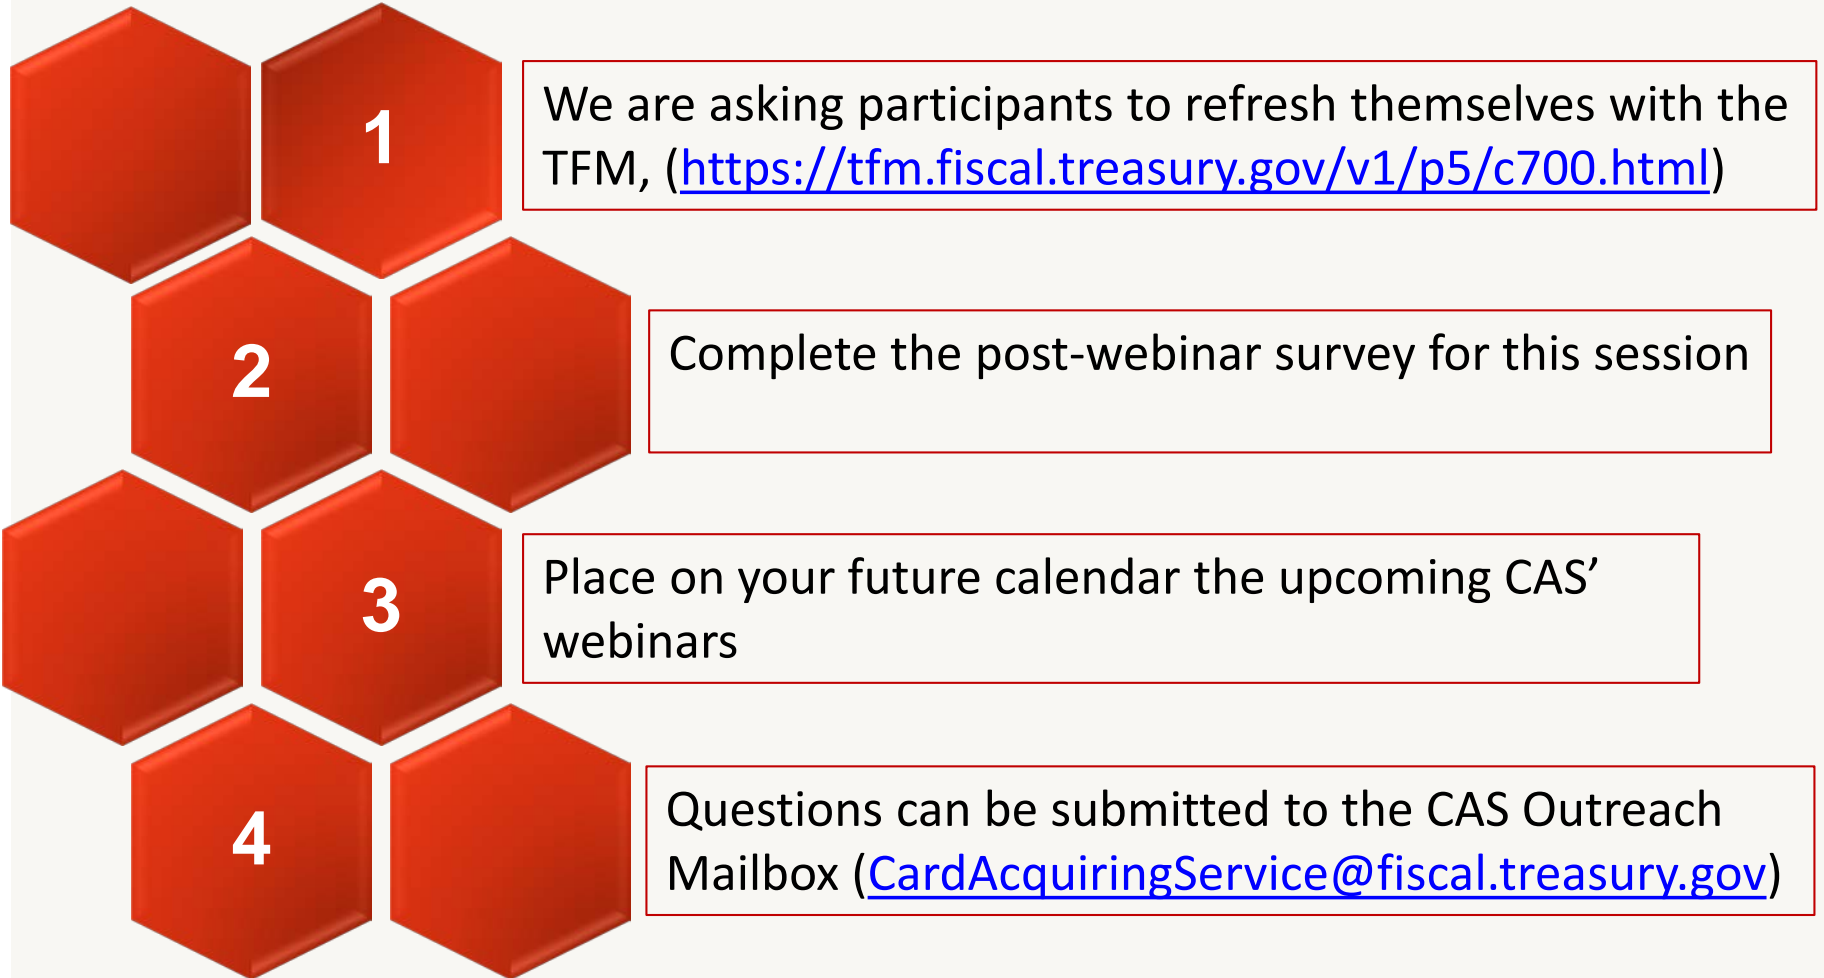 1
We are asking participants to refresh themselves with the
TFM, (https://tfm.fiscal.treasury.gov/v1/p5/c700.html)
2
Complete the post-webinar survey for this session
3
Place on your future calendar the upcoming CAS’
webinars
4
Questions can be submitted to the CAS Outreach
Mailbox (CardAcquiringService@fiscal.treasury.gov)